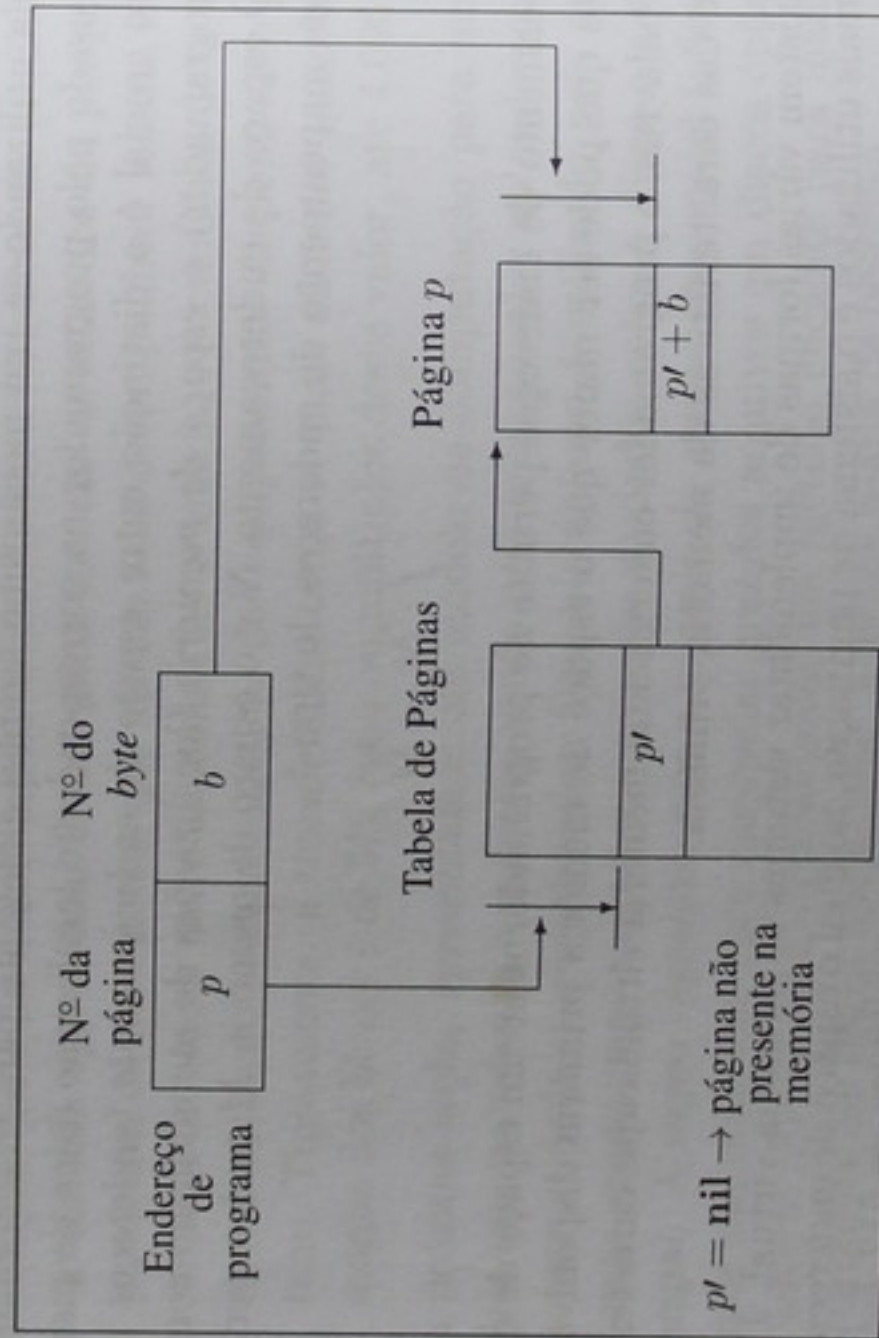 Nº da
página
Nº do
byte
Endereço
de
programa
p
b
Tabela de Páginas
p′
Página p
p′ + b
p′ = nil → página não
presente na
memória